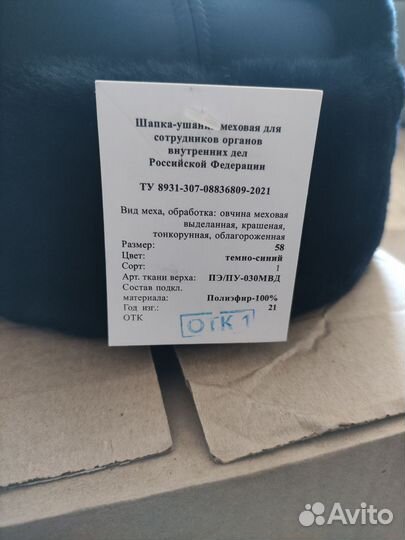 Шапка-ушанка меховая для
сотрудников органов
внутренних дел
Российской Федерации
ТУ 8931-307-08836809-2021
Вид меха, обработка: овчина меховая
выделанная, крашеная,
тонкорунная, облагороженная
Размер: 58
Цвет: темно-синий
Сорт: 1
Арт. ткани верха: ПЭ/ПУ-030МВД
Состав подкл.
материала: Полиэфир-100%
Год изг.: 21
ОТК
ОТК 1
Avito